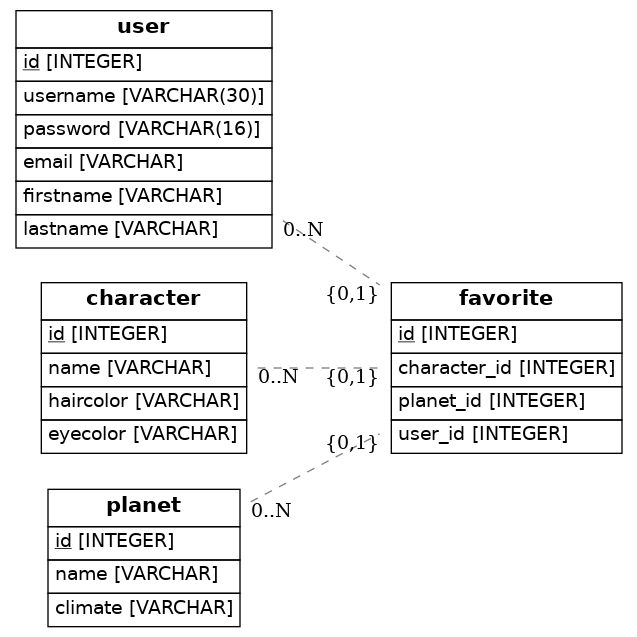 user
id [INTEGER]
username [VARCHAR(30)]
password [VARCHAR(16)]
email [VARCHAR]
firstname [VARCHAR]
lastname [VARCHAR]
0..N
{0,1}
character
id [INTEGER]
name [VARCHAR]
haircolor [VARCHAR]
eyecolor [VARCHAR]
0..N
{0,1}
favorite
id [INTEGER]
character_id [INTEGER]
planet_id [INTEGER]
user_id [INTEGER]
{0,1}
0..N
planet
id [INTEGER]
name [VARCHAR]
climate [VARCHAR]